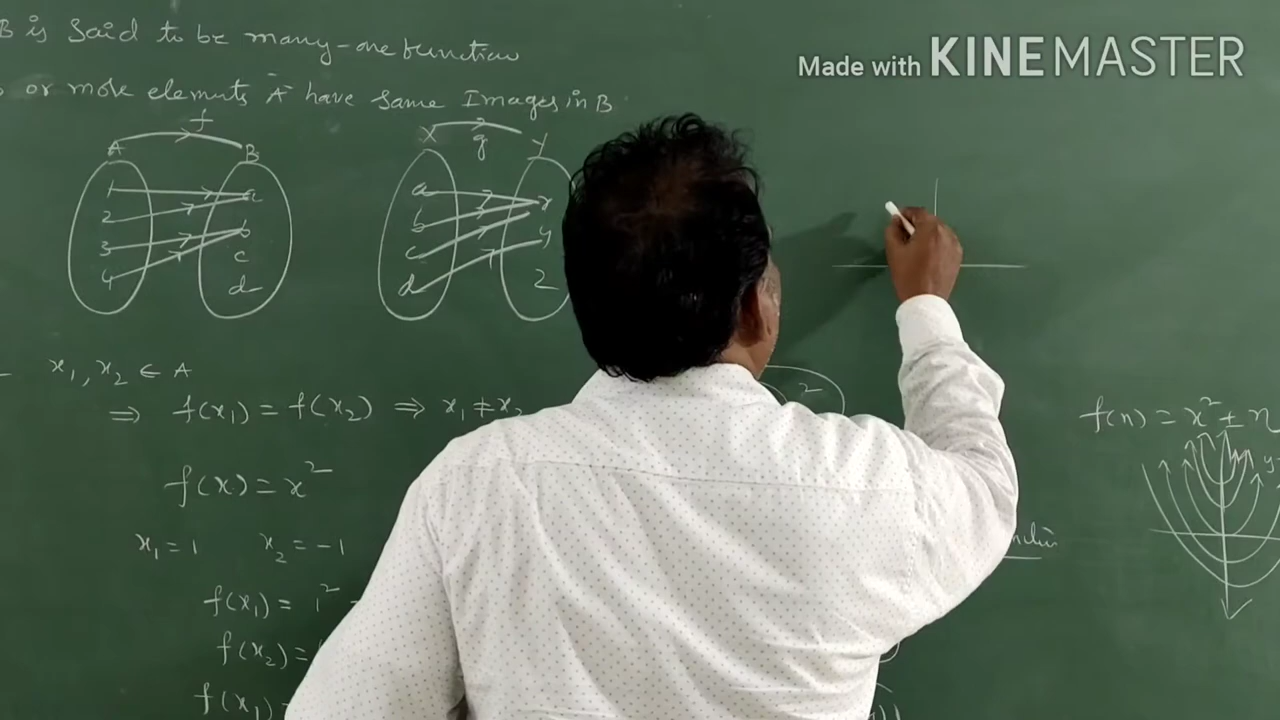 B is said to be many-one function
Made with KINEMASTER
or more elements A have same Images in B
f
A B
1 a
2
3 b
4 c
d
g
X Y
a x
b y
c
d z
x₁, x₂ ∈ A
⇒ f(x₁) = f(x₂) ⇒ x₁ ≠ x₂
2
f(x) = x² ± n
f(x) = x²
x₁ = 1 x₂ = -1
f(x₁) = 1²
f(x₂) =
f(x₁)